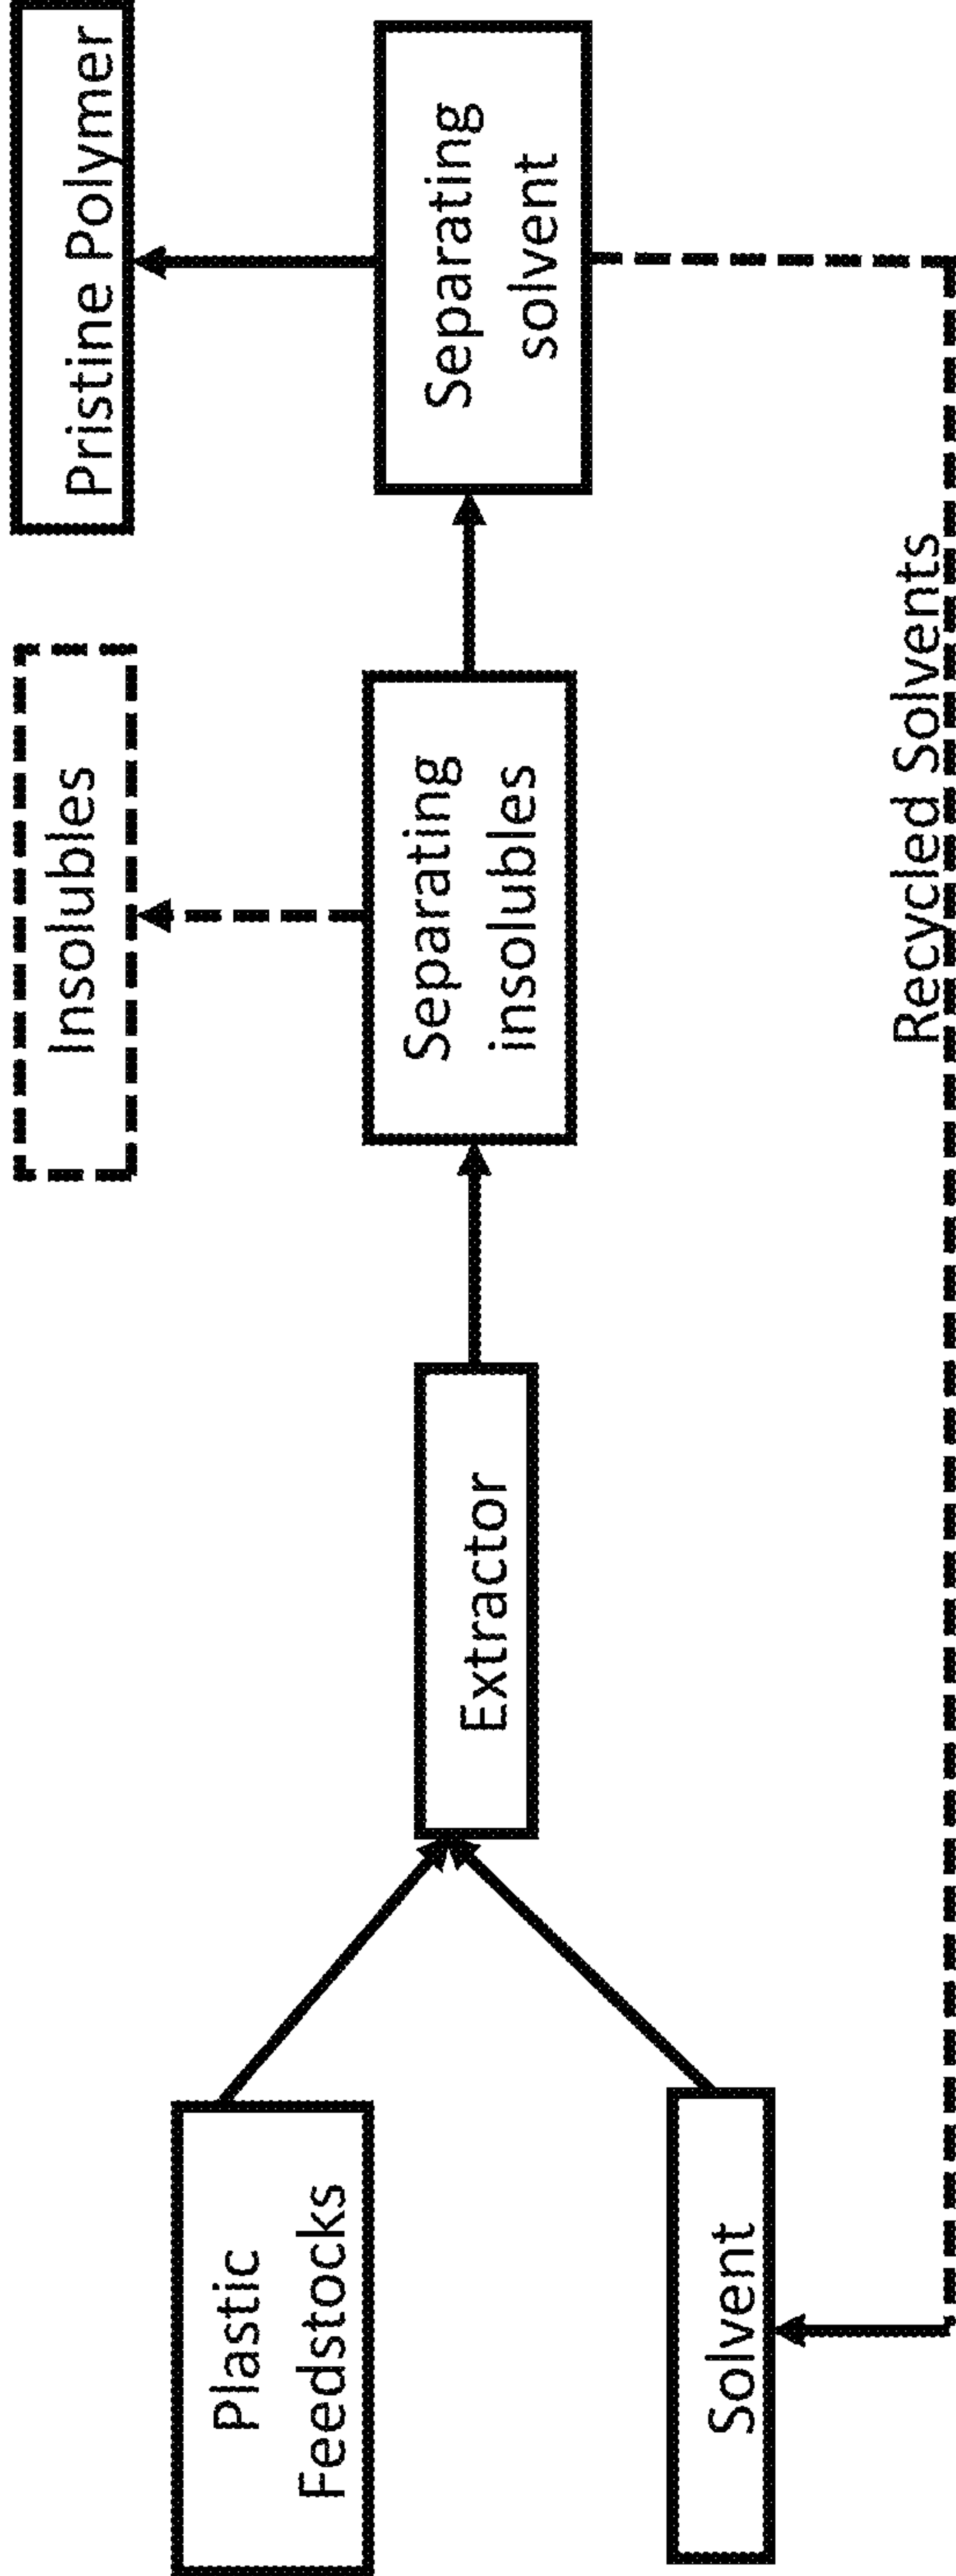 Plastic
Feedstocks
Solvent
Extractor
Separating
insolubles
Insolubles
Separating
solvent
Pristine Polymer
Recycled Solvents